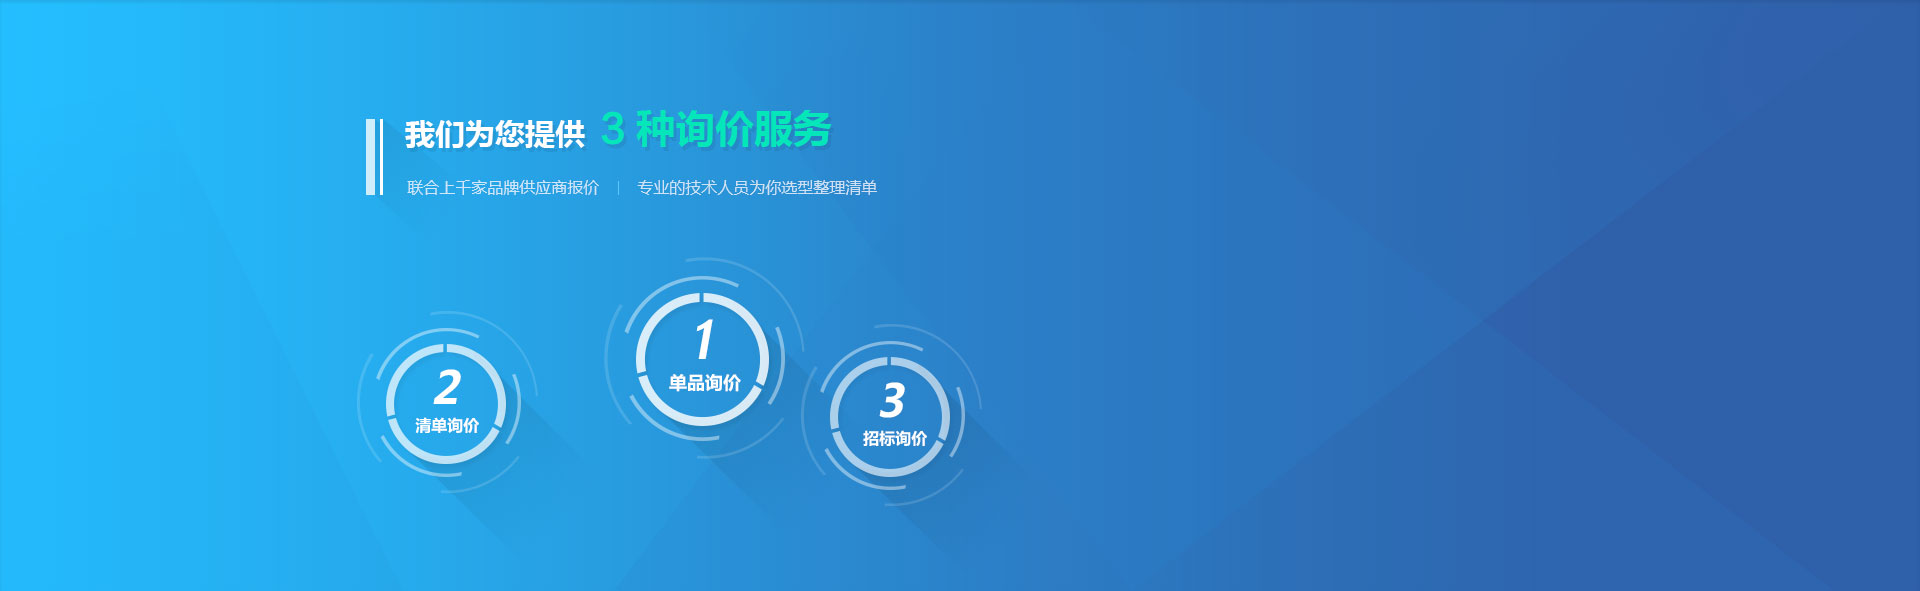 我们为您提供 3 种询价服务
联合上千家品牌供应商报价 | 专业的技术人员为你选型整理清单
1
单品询价
2
清单询价
3
招标询价